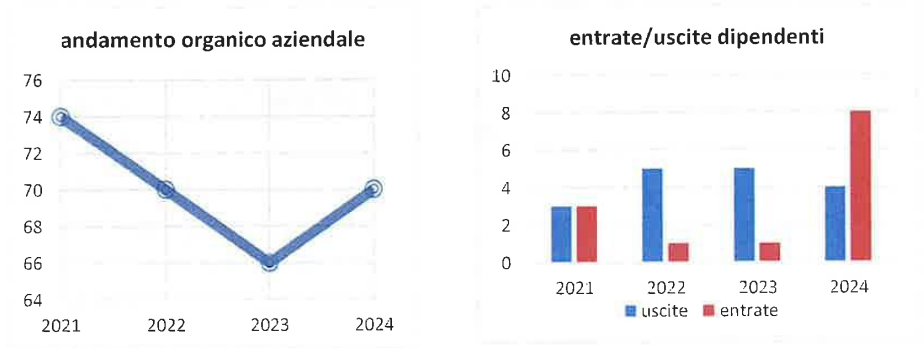 andamento organico aziendale
76
74
72
70
68
66
64
2021 2022 2023 2024
entrate/uscite dipendenti
10
8
6
4
2
0
2021 2022 2023 2024
uscite entrate